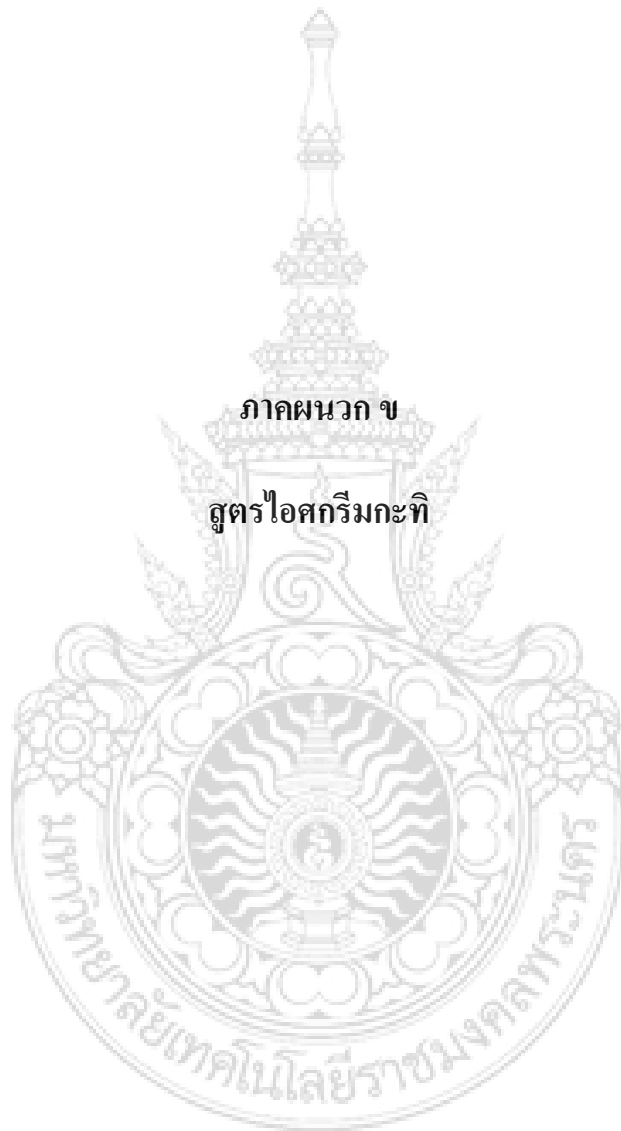 ภาคผนวก ข
สูตรไอศกรีมกะทิ
มหาวิทยาลัยเทคโนโลยีราชมงคลพระนคร